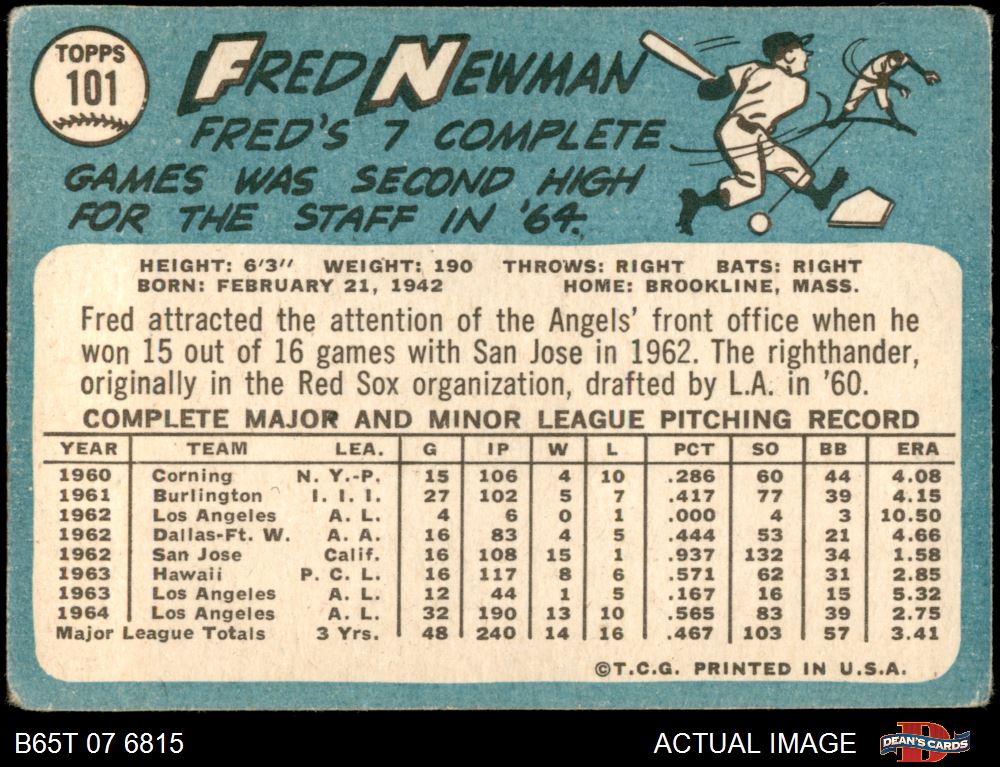 TOPPS
101
FRED NEWMAN
FRED'S 7 COMPLETE
GAMES WAS SECOND HIGH
FOR THE STAFF IN '64.
HEIGHT: 6'3" WEIGHT: 190 THROWS: RIGHT BATS: RIGHT
BORN: FEBRUARY 21, 1942 HOME: BROOKLINE, MASS.
Fred attracted the attention of the Angels' front office when he
won 15 out of 16 games with San Jose in 1962. The righthander,
originally in the Red Sox organization, drafted by L.A. in '60.
COMPLETE MAJOR AND MINOR LEAGUE PITCHING RECORD
YEAR TEAM LEA. G IP W L PCT SO BB ERA
1960 Corning N. Y.-P. 15 106 4 10 .286 60 44 4.08
1961 Burlington I. I. I. 27 102 5 7 .417 77 39 4.15
1962 Los Angeles A. L. 4 6 0 1 .000 4 3 10.50
1962 Dallas-Ft. W. A. A. 16 83 4 5 .444 53 21 4.66
1962 San Jose Calif. 16 108 15 1 .937 132 34 1.58
1963 Hawaii P. C. L. 16 117 8 6 .571 62 31 2.85
1963 Los Angeles A. L. 12 44 1 5 .167 16 15 5.32
1964 Los Angeles A. L. 32 190 13 10 .565 83 39 2.75
Major League Totals 3 Yrs. 48 240 14 16 .467 103 57 3.41
©T.C.G. PRINTED IN U.S.A.
B65T 07 6815 ACTUAL IMAGE DEAN'S CARDS